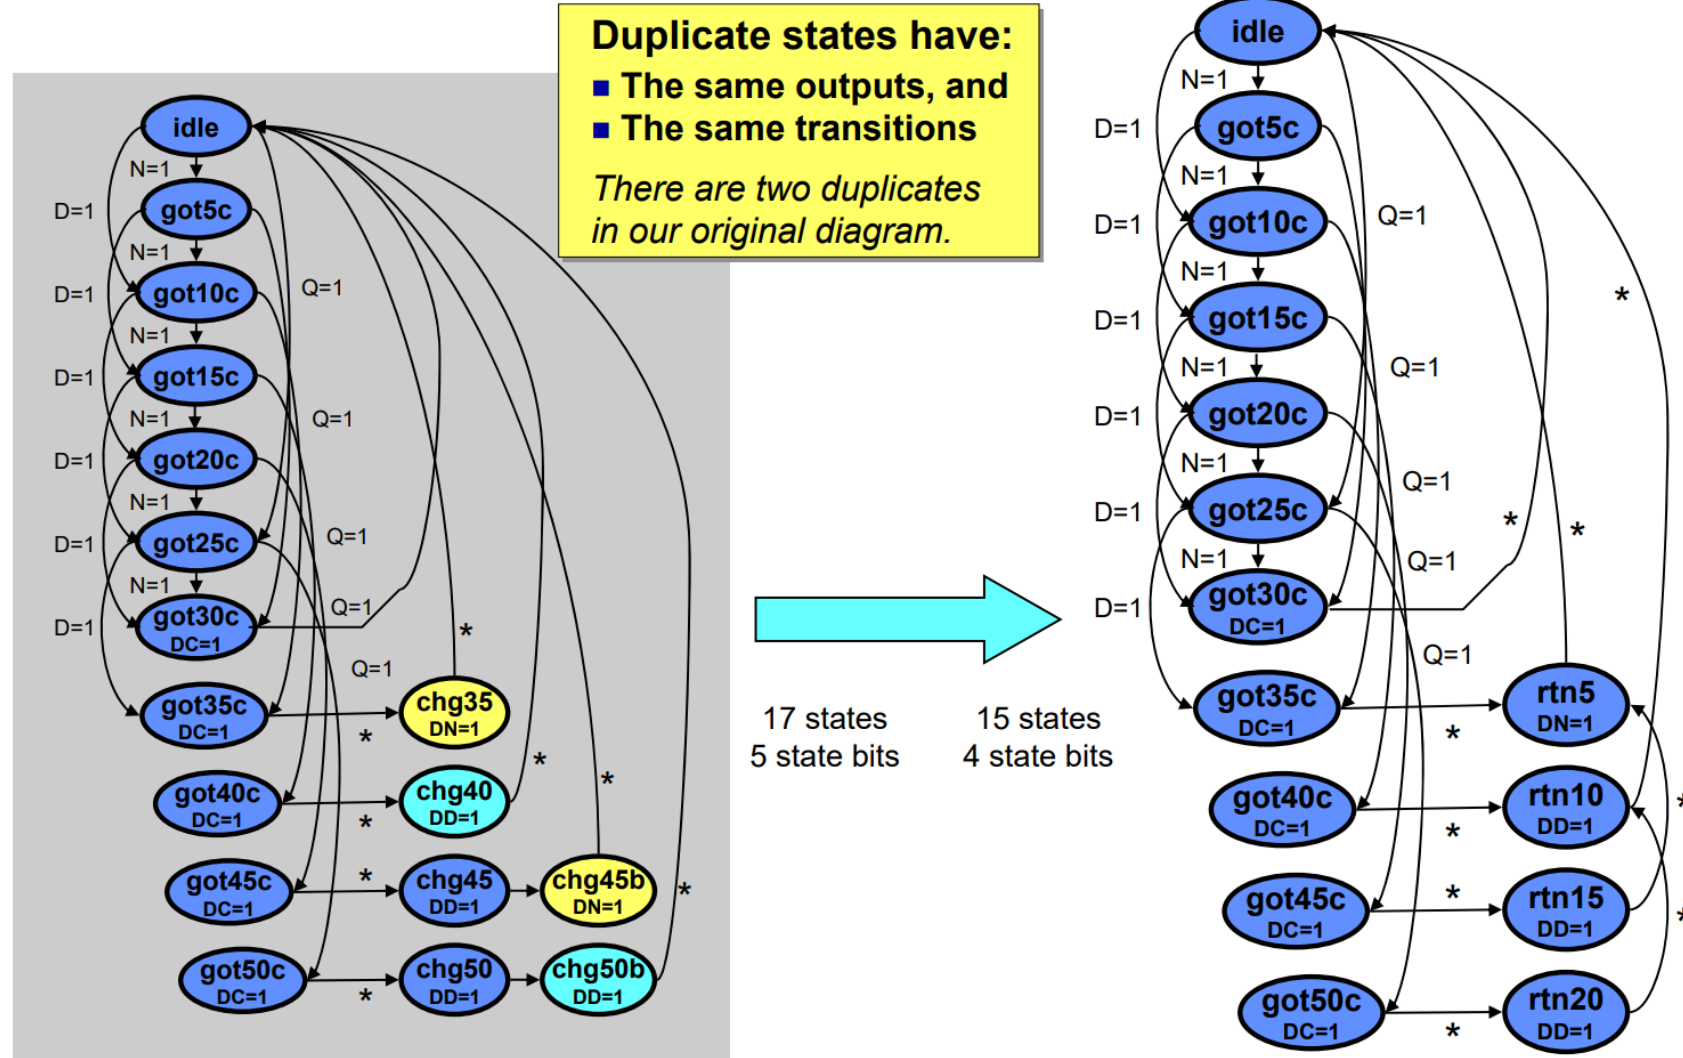 Duplicate states have:
■ The same outputs, and
■ The same transitions
There are two duplicates
in our original diagram.
idle
N=1
D=1
got5c
N=1
D=1
got10c
Q=1
N=1
D=1
got15c
N=1
Q=1
D=1
got20c
N=1
D=1
got25c
Q=1
N=1
D=1
got30c
DC=1
Q=1
*
Q=1
got35c
DC=1
*
chg35
DN=1
*
*
got40c
DC=1
*
chg40
DD=1
got45c
DC=1
*
chg45
DD=1
chg45b
DN=1
*
got50c
DC=1
*
chg50
DD=1
chg50b
DD=1
17 states
5 state bits
15 states
4 state bits
idle
N=1
D=1
got5c
N=1
D=1
got10c
Q=1
N=1
*
D=1
got15c
N=1
Q=1
D=1
got20c
N=1
Q=1
D=1
got25c
*
*
N=1
Q=1
D=1
got30c
DC=1
Q=1
got35c
DC=1
*
rtn5
DN=1
got40c
DC=1
*
rtn10
DD=1
*
got45c
DC=1
*
rtn15
DD=1
*
got50c
DC=1
*
rtn20
DD=1